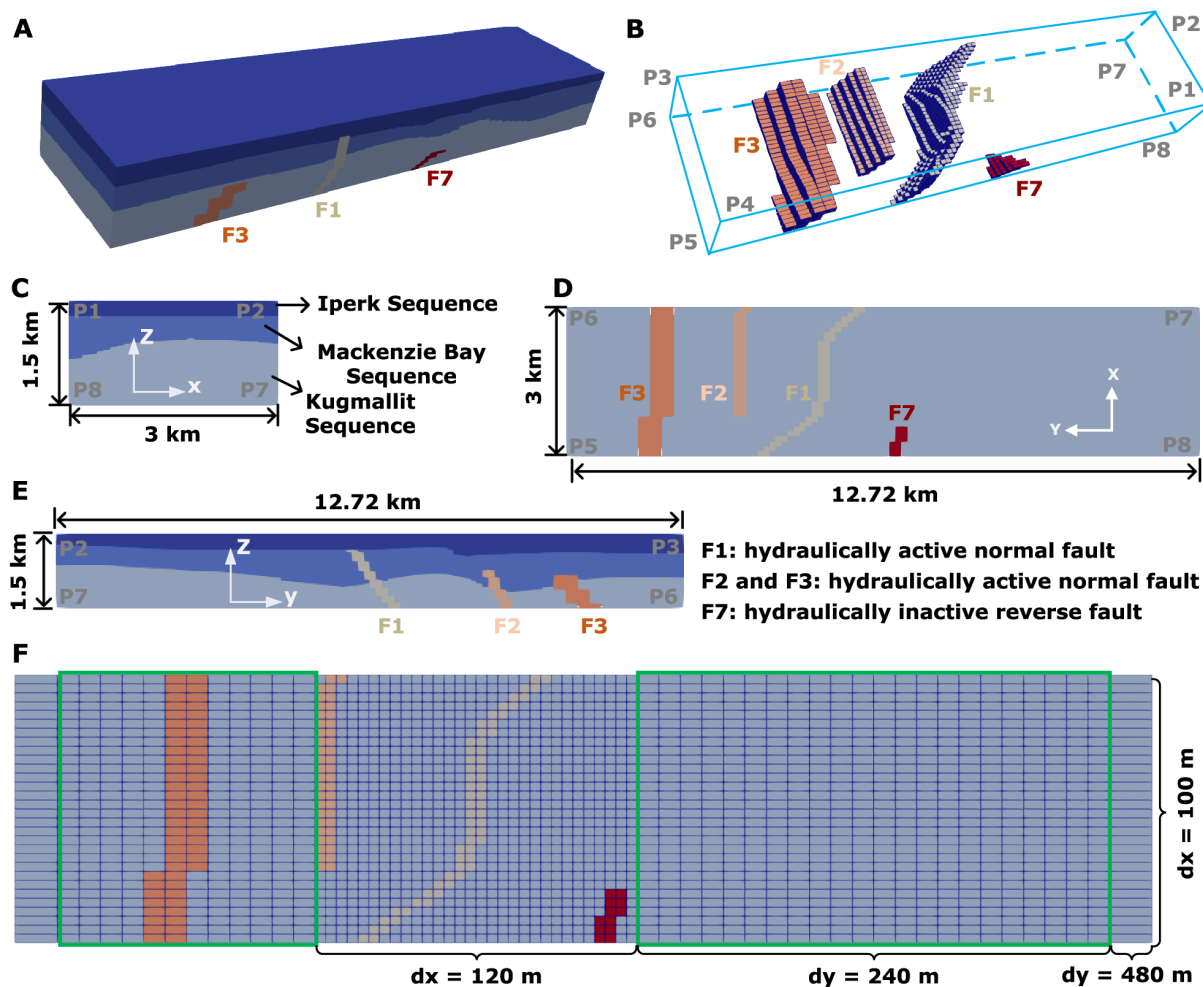 A
F3
F1
F7
B
P2
P3
F2
P7
P6
F1
P1
F3
P8
P4
F7
P5
C
P1
P2
Iperk Sequence
1.5 km
Z
Mackenzie Bay
Sequence
x
P8
P7
Kugmallit
Sequence
3 km
D
P6
P7
3 km
F3
F2
F1
X
F7
Y
P5
P8
12.72 km
E
12.72 km
1.5 km
P2
Z
P3
P7
y
P6
F1
F2
F3
F1: hydraulically active normal fault
F2 and F3: hydraulically active normal fault
F7: hydraulically inactive reverse fault
F
dx = 100 m
dx = 120 m
dy = 240 m
dy = 480 m